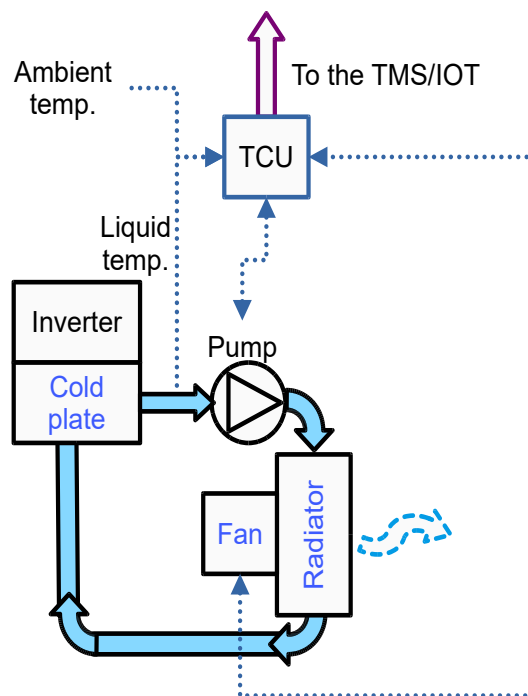 To the TMS/IOT
Ambient
temp.
TCU
Liquid
temp.
Inverter
Pump
Cold
plate
Fan
Radiator